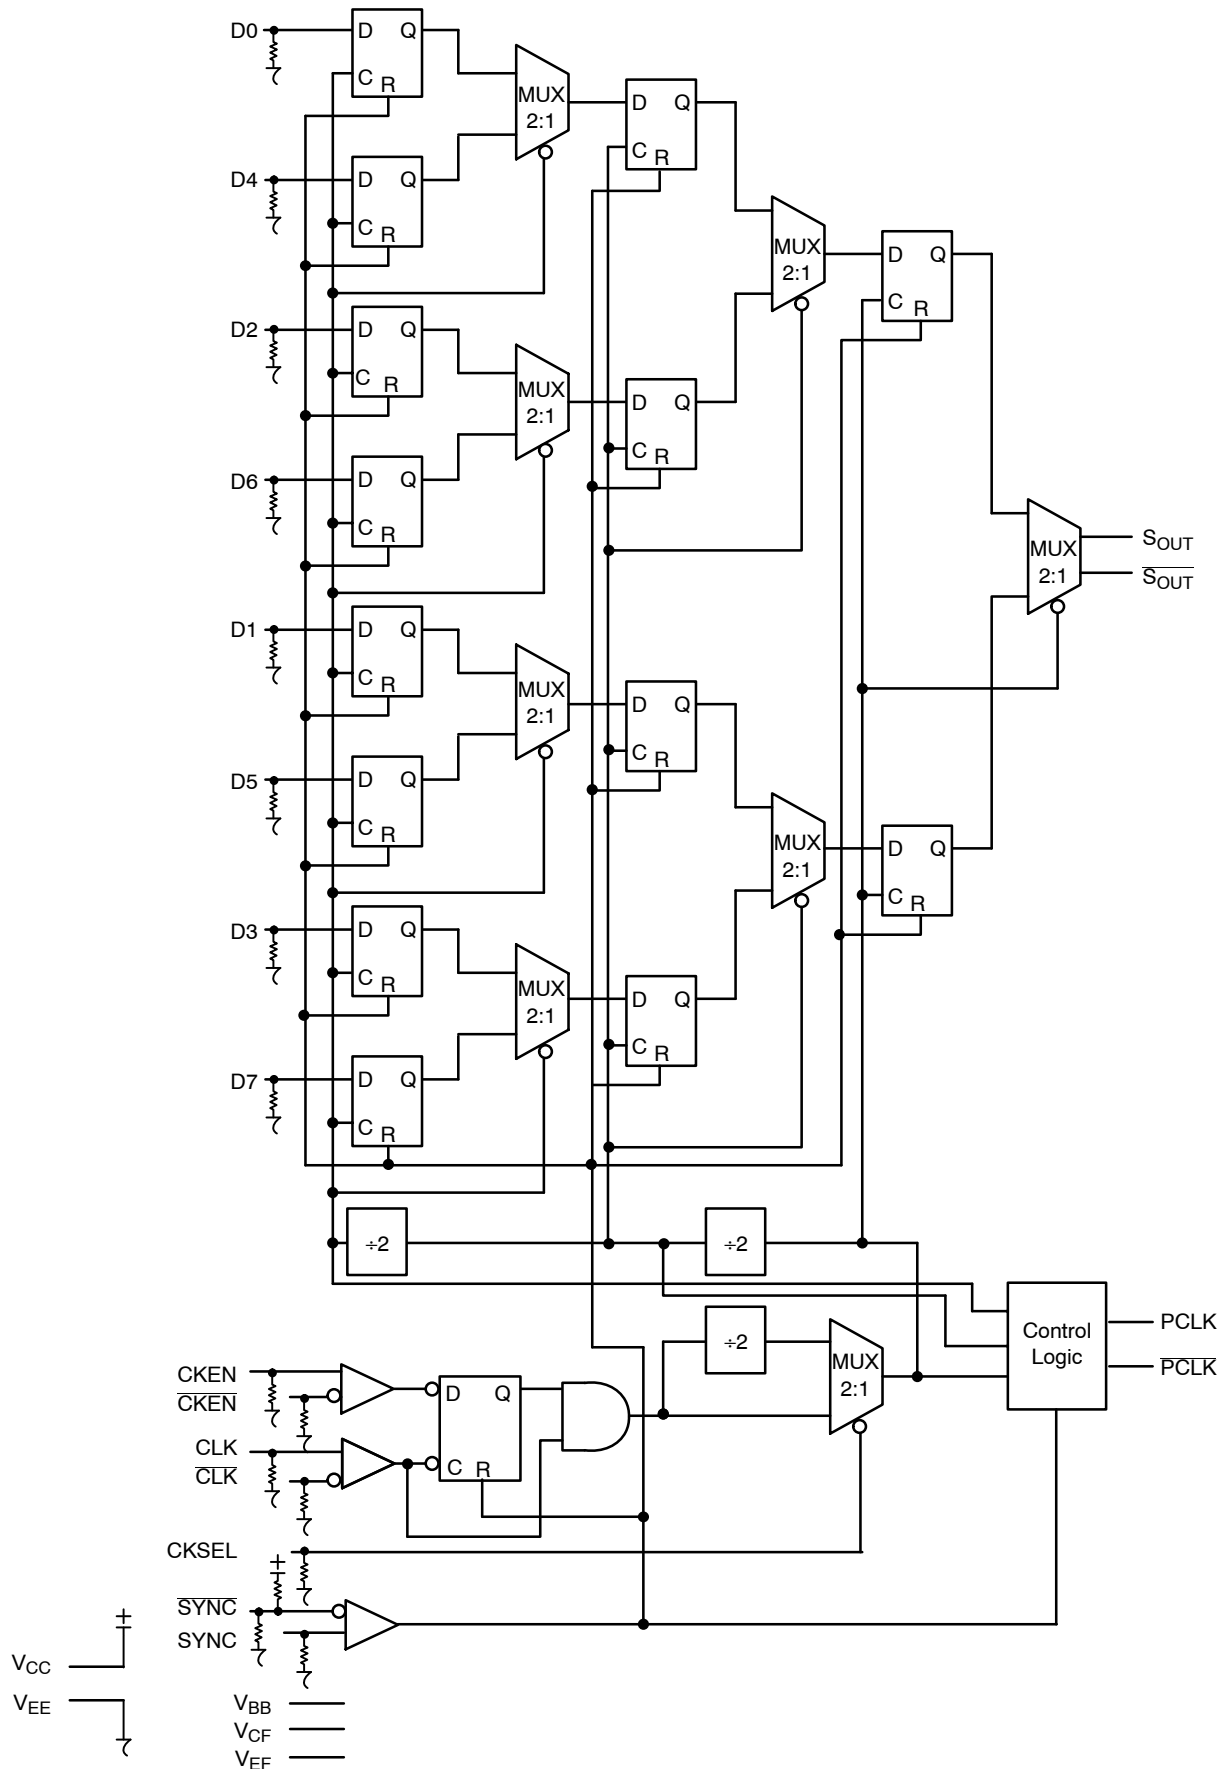 D0
D Q
C R
MUX
2:1
D Q
C R
D4
D Q
C R
MUX
2:1
D Q
C R
D2
D Q
C R
MUX
2:1
D Q
C R
D6
D Q
C R
MUX
2:1
SOUT
SOUT
D1
D Q
C R
MUX
2:1
D Q
C R
D5
D Q
C R
MUX
2:1
D Q
C R
D3
D Q
C R
MUX
2:1
D Q
C R
D7
D Q
C R
÷2
÷2
÷2
MUX
2:1
Control
Logic
PCLK
PCLK
CKEN
CKEN
D Q
C R
CLK
CLK
CKSEL
SYNC
SYNC
VCC
VEE
VBB
VCF
VEF